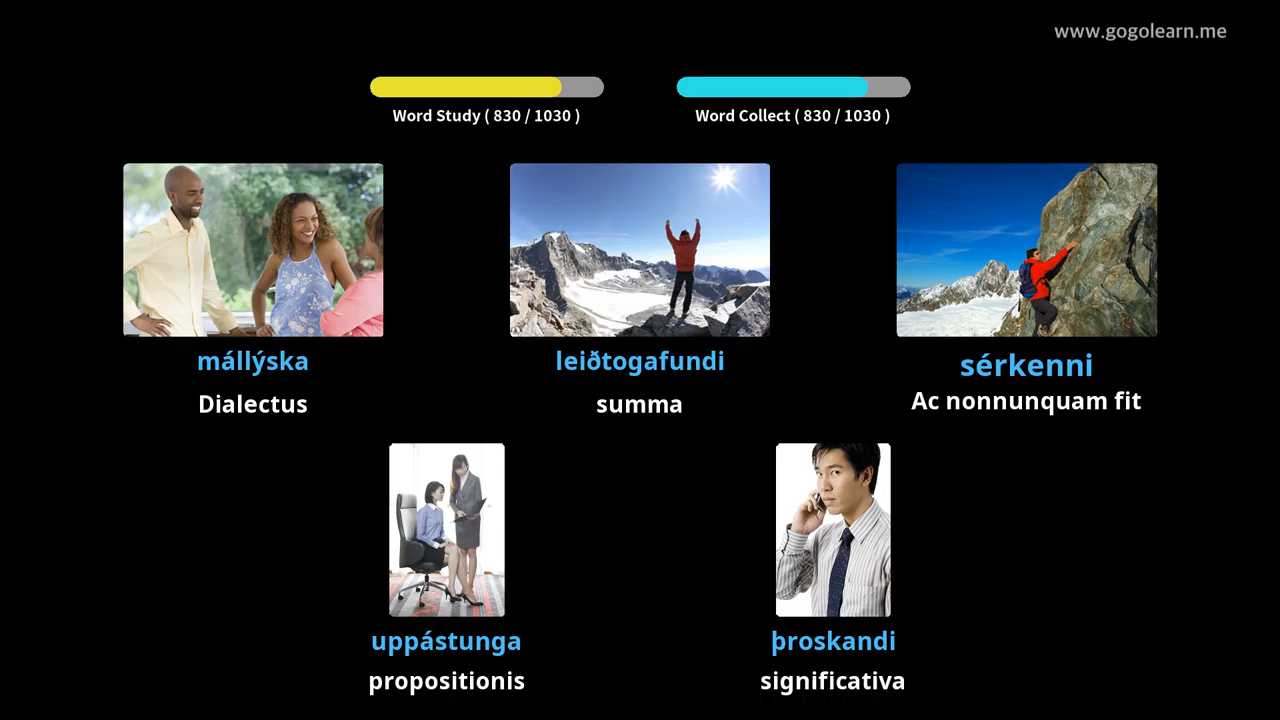 www.gogolearn.me
Word Study ( 830 / 1030 )
Word Collect ( 830 / 1030 )
mállýska
Dialectus
leiðtogafundi
summa
sérkenni
Ac nonnunquam fit
uppástunga
propositionis
þroskandi
significativa